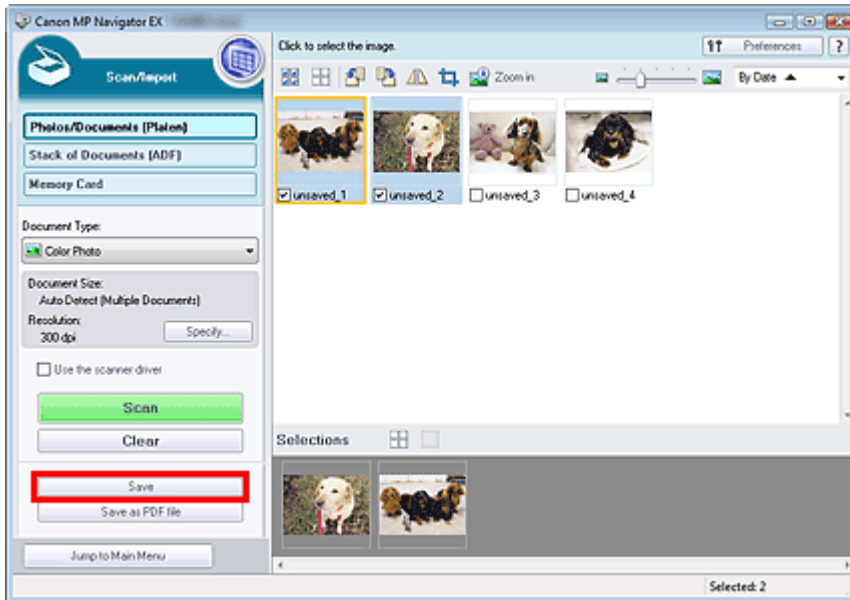 Canon MP Navigator EX
Scan/Import
Click to select the image.
Preferences
?
Zoom in
By Date
Photos/Documents (Platen)
Stack of Documents (ADF)
Memory Card
unsaved_1
unsaved_2
unsaved_3
unsaved_4
Document Type:
Color Photo
Document Size:
Auto Detect (Multiple Documents)
Resolution:
300 dpi
Specify...
Use the scanner driver
Scan
Clear
Selections
Save
Save as PDF file
Jump to Main Menu
Selected: 2